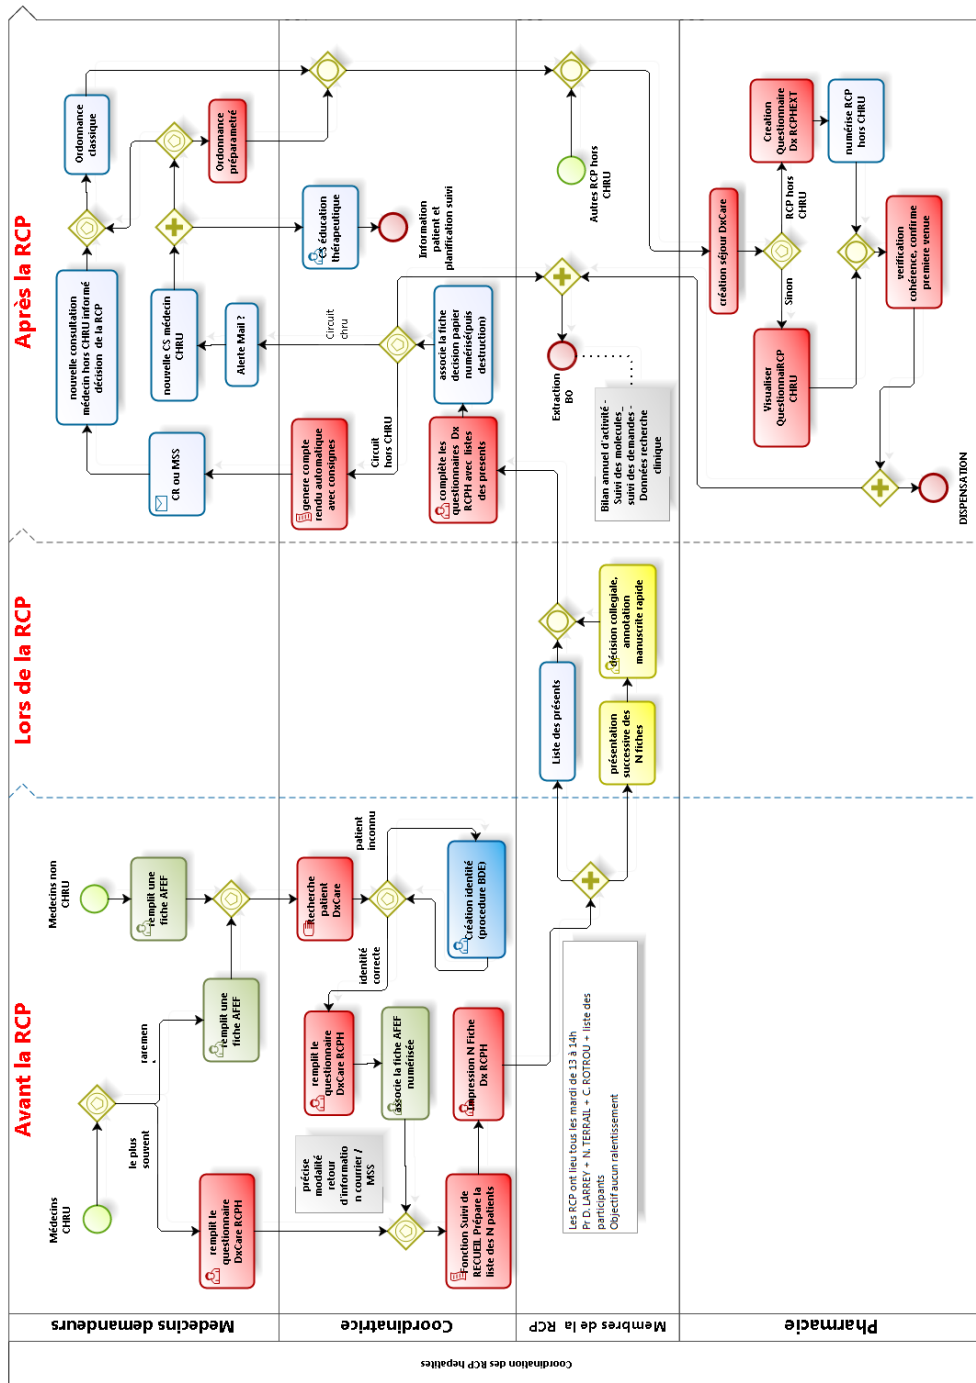 Avant la RCP
Lors de la RCP
Après la RCP
Coordination des RCP hepatites
Medecins demandeurs
Coordinatrice
Membres de la RCP
Pharmacie
Médecins
CHRU
le plus
souvent
raremen
remplit le
questionnaire
DxCare RCPH
remplit une
fiche AFEF
Medecins non
CHRU
remplit une
fiche AFEF
Recherche
patient
DxCare
patient
inconnu
Création identité
(procedure BDE)
identité
correcte
remplit le
questionnaire
DxCare RCPH
associe la fiche AFEF
numérisée
précise
modalité
retour
d'informatio
n courrier /
MSS
Fonction Suivi de
RECUEIL Prépare la
liste des N patients
Impression N Fiche
Dx RCPH
Les RCP ont lieu tous les mardi de 13 à 14h
Pr D. LARREY + N. TERRAIL + C. ROTROU + liste des
participants
Objectif aucun ralentissement
Liste des présents
présentation
successive des
N fiches
décision collegiale,
annotation
manuscrite rapide
complète les
questionnaires Dx
RCPH avec listes
des presents
associe la fiche
decision papier
numérisé(puis
destruction)
Circuit
hors CHRU
Circuit
chru
genere compte
rendu automatique
avec consignes
CR ou MSS
nouvelle consultation
médecin hors CHU informé
décision de la RCP
Alerte Mail ?
nouvelle CS médecin
CHRU
CS éducation
thérapeutique
Information
patient et
planification suivi
Ordonnance
classique
Ordonnance
préparametré
Autres RCP hors
CHRU
Extraction
BO
Bilan annuel d'activité -
Suivi des molecules_
suivi des demandes -
Données recherche
clinique
création séjour DxCare
RCP hors
CHRU
Sinon
Creation
Questionnaire
Dx RCPHEXT
numérise RCP
hors CHRU
Visualiser
QuestionnaiRCP
CHRU
verification
cohérence, confirme
premiere venue
DISPENSATION